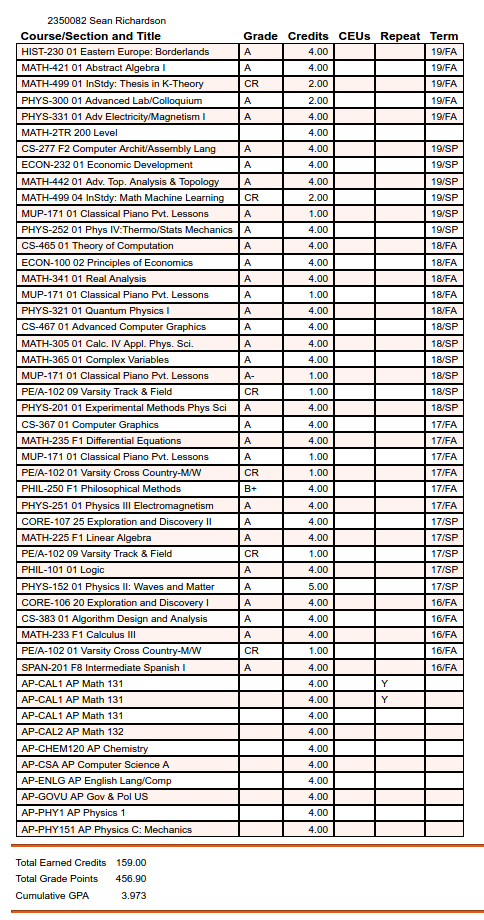 2350082 Sean Richardson
Course/Section and Title Grade Credits CEUs Repeat Term
HIST-230 01 Eastern Europe: Borderlands A 4.00 19/FA
MATH-421 01 Abstract Algebra I A 4.00 19/FA
MATH-499 01 InStdy: Thesis in K-Theory CR 2.00 19/FA
PHYS-300 01 Advanced Lab/Colloquium A 2.00 19/FA
PHYS-331 01 Adv Electricity/Magnetism I A 4.00 19/FA
MATH-2TR 200 Level 4.00
CS-277 F2 Computer Archit/Assembly Lang A 4.00 19/SP
ECON-232 01 Economic Development A 4.00 19/SP
MATH-442 01 Adv. Top. Analysis & Topology A 4.00 19/SP
MATH-499 04 InStdy: Math Machine Learning CR 2.00 19/SP
MUP-171 01 Classical Piano Pvt. Lessons A 1.00 19/SP
PHYS-252 01 Phys IV:Thermo/Stats Mechanics A 4.00 19/SP
CS-465 01 Theory of Computation A 4.00 18/FA
ECON-100 02 Principles of Economics A 4.00 18/FA
MATH-341 01 Real Analysis A 4.00 18/FA
MUP-171 01 Classical Piano Pvt. Lessons A 1.00 18/FA
PHYS-321 01 Quantum Physics I A 4.00 18/FA
CS-467 01 Advanced Computer Graphics A 4.00 18/SP
MATH-305 01 Calc. IV Appl. Phys. Sci. A 4.00 18/SP
MATH-365 01 Complex Variables A 4.00 18/SP
MUP-171 01 Classical Piano Pvt. Lessons A- 1.00 18/SP
PE/A-102 09 Varsity Track & Field CR 1.00 18/SP
PHYS-201 01 Experimental Methods Phys Sci A 4.00 18/SP
CS-367 01 Computer Graphics A 4.00 17/FA
MATH-235 F1 Differential Equations A 4.00 17/FA
MUP-171 01 Classical Piano Pvt. Lessons A 1.00 17/FA
PE/A-102 01 Varsity Cross Country-M/W CR 1.00 17/FA
PHIL-250 F1 Philosophical Methods B+ 4.00 17/FA
PHYS-251 01 Physics III Electromagnetism A 4.00 17/FA
CORE-107 25 Exploration and Discovery II A 4.00 17/SP
MATH-225 F1 Linear Algebra A 4.00 17/SP
PE/A-102 09 Varsity Track & Field CR 1.00 17/SP
PHIL-101 01 Logic A 4.00 17/SP
PHYS-152 01 Physics II: Waves and Matter A 5.00 17/SP
CORE-106 20 Exploration and Discovery I A 4.00 16/FA
CS-383 01 Algorithm Design and Analysis A 4.00 16/FA
MATH-233 F1 Calculus III A 4.00 16/FA
PE/A-102 01 Varsity Cross Country-M/W CR 1.00 16/FA
SPAN-201 F8 Intermediate Spanish I A 4.00 16/FA
AP-CAL1 AP Math 131 4.00 Y
AP-CAL1 AP Math 131 4.00 Y
AP-CAL1 AP Math 131 4.00
AP-CAL2 AP Math 132 4.00
AP-CHEM120 AP Chemistry 4.00
AP-CSA AP Computer Science A 4.00
AP-ENLG AP English Lang/Comp 4.00
AP-GOVU AP Gov & Pol US 4.00
AP-PHY1 AP Physics 1 4.00
AP-PHY151 AP Physics C: Mechanics 4.00
Total Earned Credits 159.00
Total Grade Points 456.90
Cumulative GPA 3.973